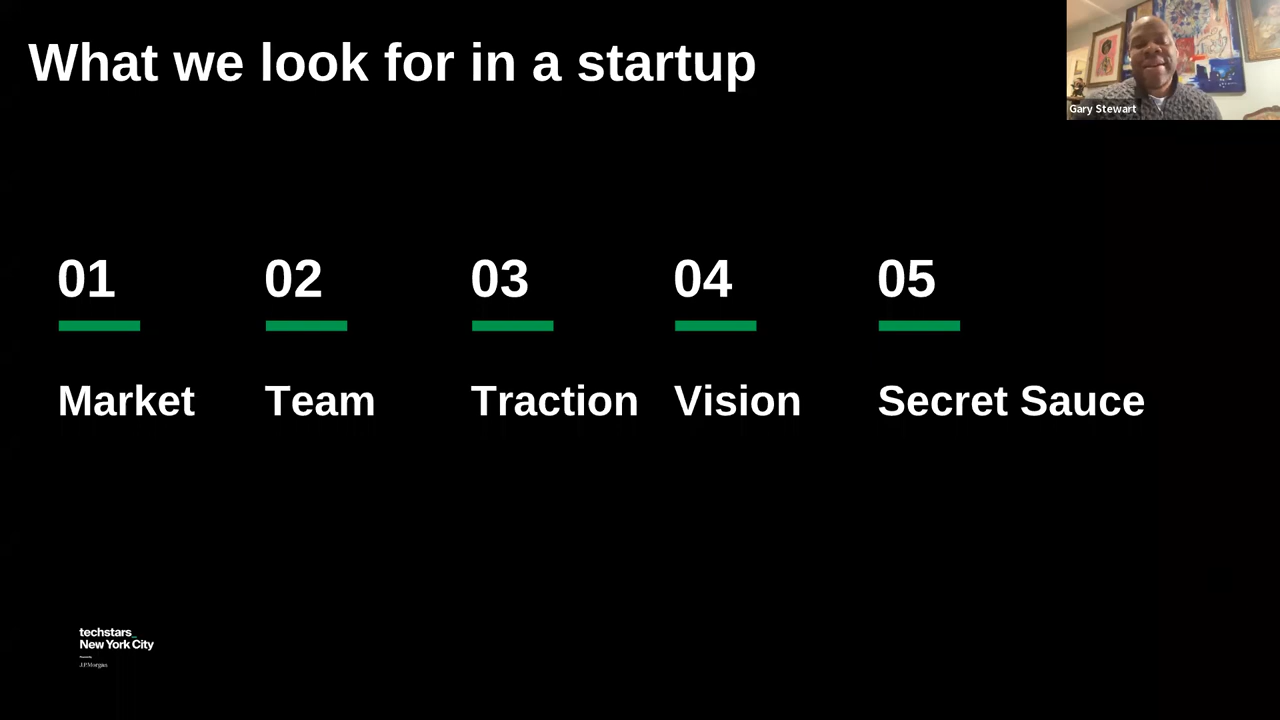 What we look for in a startup
Gary Stewart
01 02 03 04 05
Market Team Traction Vision Secret Sauce
techstars_
New York City
J.P.Morgan